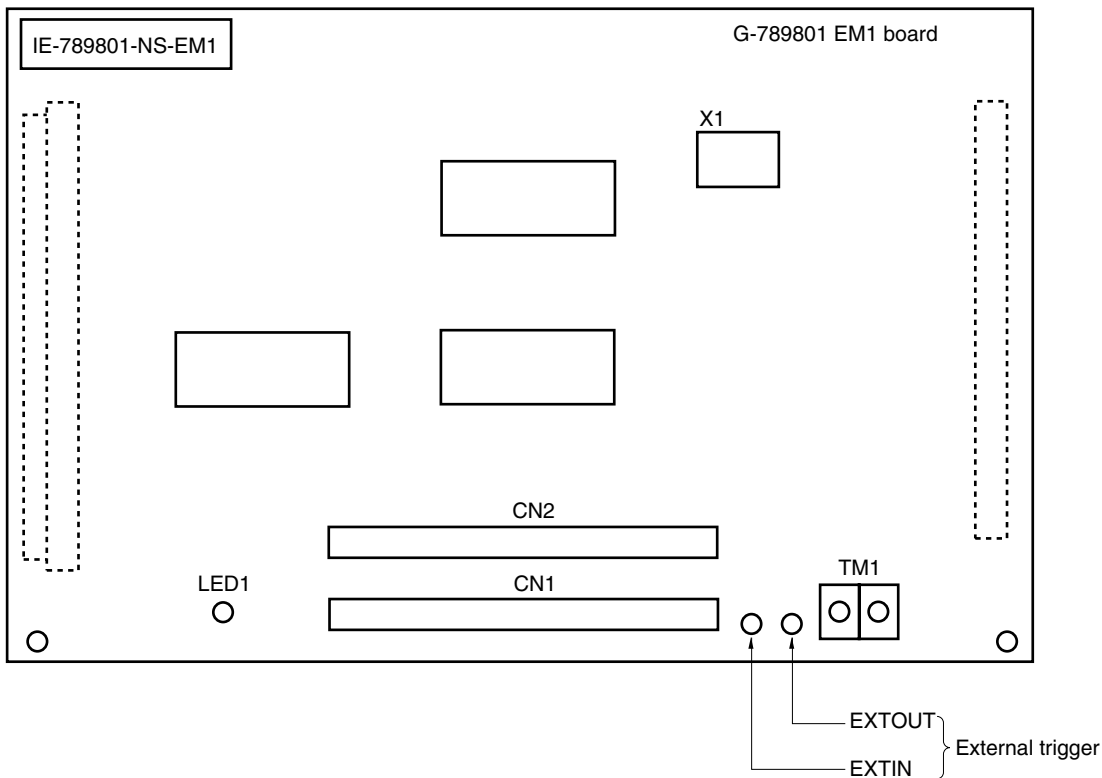 IE-789801-NS-EM1
G-789801 EM1 board
X1
CN2
LED1
CN1
TM1
EXTOUT
External trigger
EXTIN